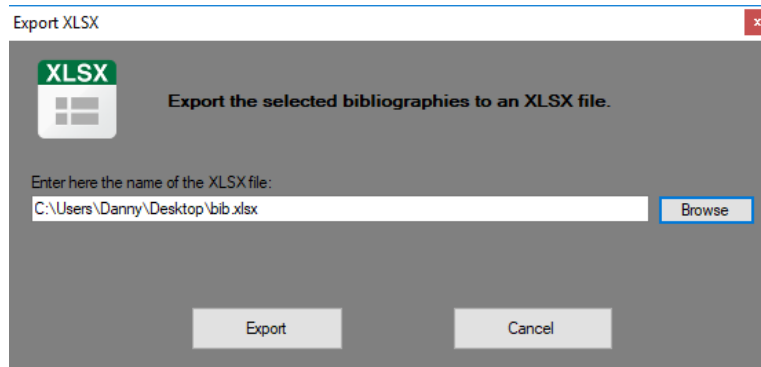 Export XLSX
x
XLSX
Export the selected bibliographies to an XLSX file.
Enter here the name of the XLSX file:
C:\Users\Danny\Desktop\bib.xlsx
Browse
Export
Cancel